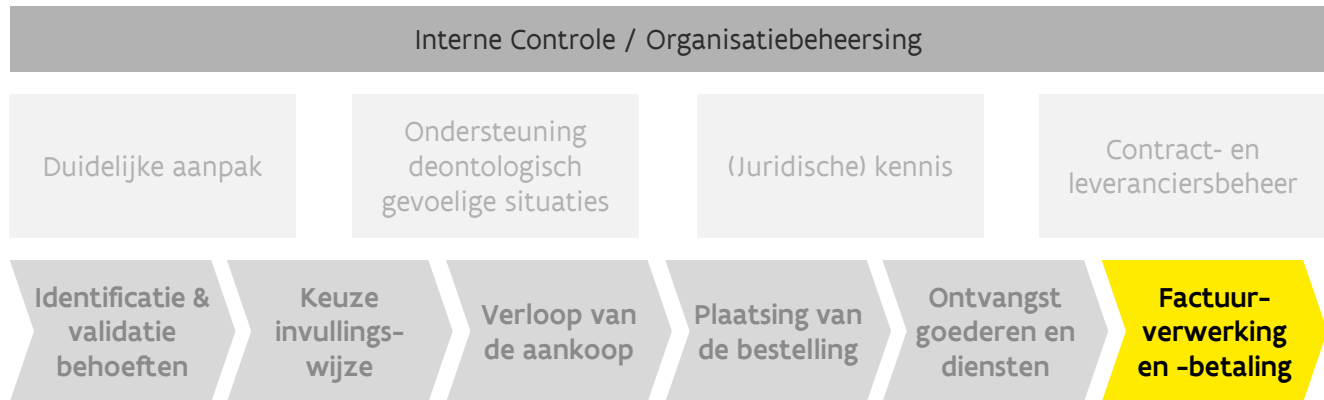 Interne Controle / Organisatiebeheersing
Duidelijke aanpak
Ondersteuning
deontologisch
gevoelige situaties
(Juridische) kennis
Contract- en
leveranciersbeheer
Identificatie &
validatie
behoeften
Keuze
invullings-
wijze
Verloop van
de aankoop
Plaatsing van
de bestelling
Ontvangst
goederen en
diensten
Factuur-
verwerking
en -betaling